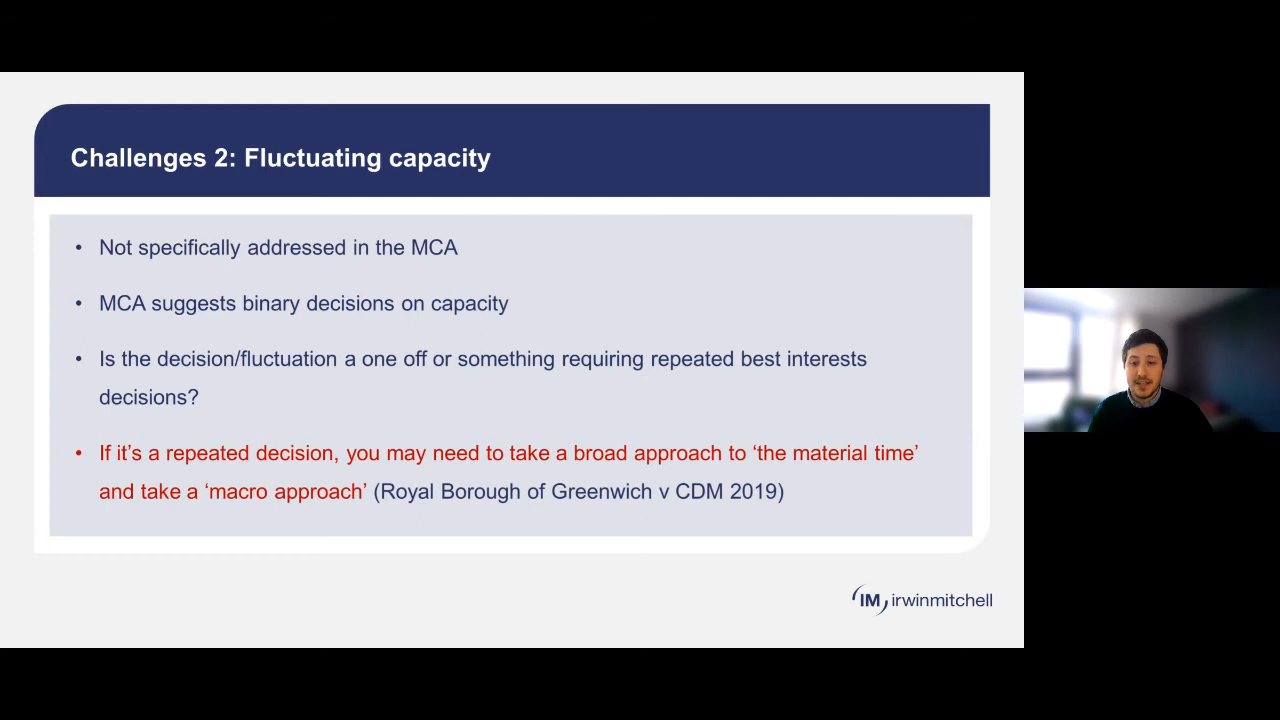 Challenges 2: Fluctuating capacity
• Not specifically addressed in the MCA
• MCA suggests binary decisions on capacity
• Is the decision/fluctuation a one off or something requiring repeated best interests
decisions?
• If it’s a repeated decision, you may need to take a broad approach to ‘the material time’
and take a ‘macro approach’ (Royal Borough of Greenwich v CDM 2019)
IM irwinmitchell